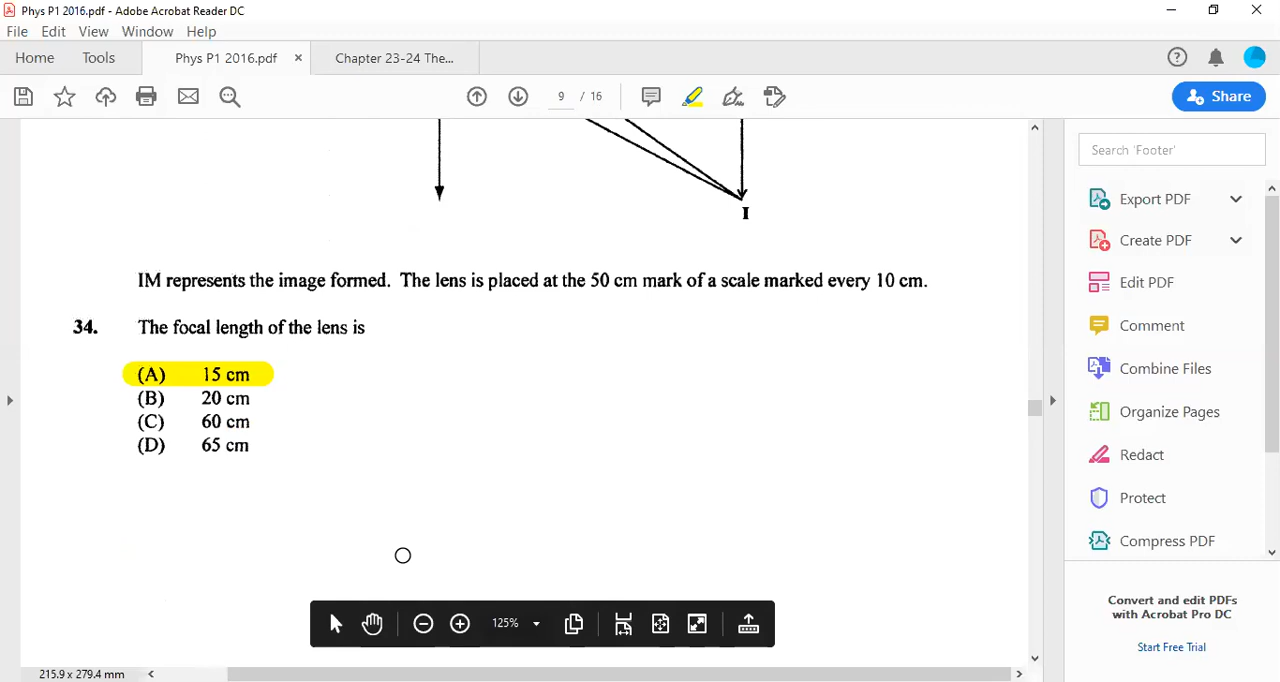 Phys P1 2016.pdf - Adobe Acrobat Reader DC
File Edit View Window Help
Home Tools Phys P1 2016.pdf × Chapter 23-24 The...
9 / 16
Share
Search 'Footer'
I
IM represents the image formed. The lens is placed at the 50 cm mark of a scale marked every 10 cm.
34. The focal length of the lens is
(A) 15 cm
(B) 20 cm
(C) 60 cm
(D) 65 cm
Export PDF
Create PDF
Edit PDF
Comment
Combine Files
Organize Pages
Redact
Protect
Compress PDF
Convert and edit PDFs
with Acrobat Pro DC
Start Free Trial
125%
215.9 x 279.4 mm